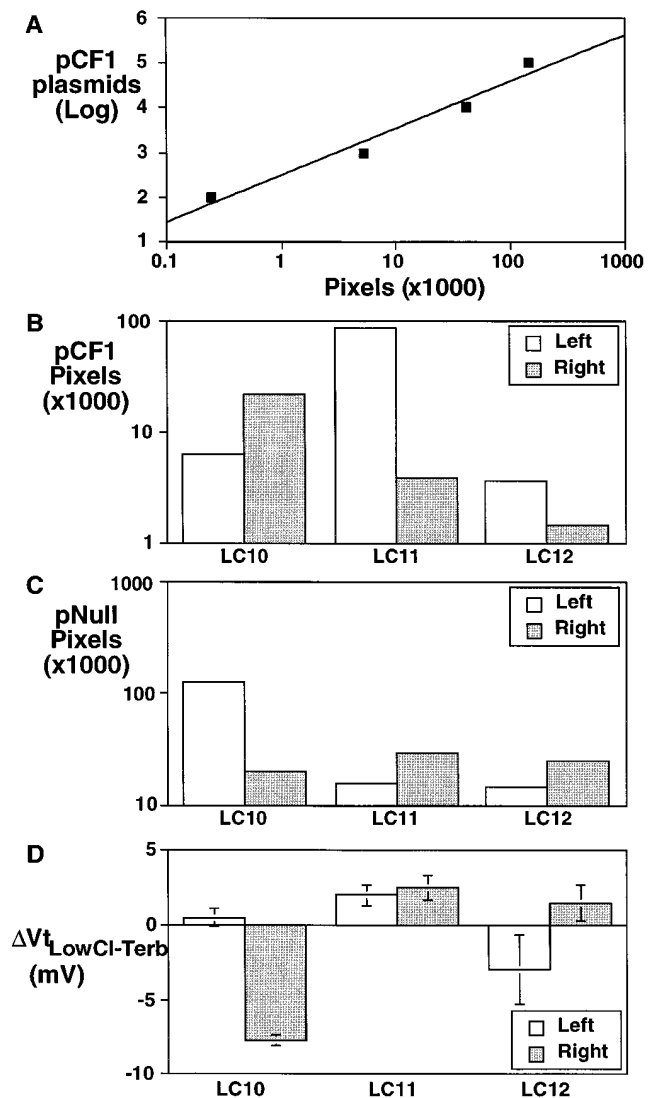 A
pCF1
plasmids
(Log)
6
5
4
3
2
1
0.1 1 10 100 1000
Pixels (x1000)
B
pCF1
Pixels
(x1000)
100
10
1
Left
Right
LC10 LC11 LC12
C
pNull
Pixels
(x1000)
1000
100
10
Left
Right
LC10 LC11 LC12
D
ΔVtLowCl-Terb
(mV)
5
0
-5
-10
Left
Right
LC10 LC11 LC12